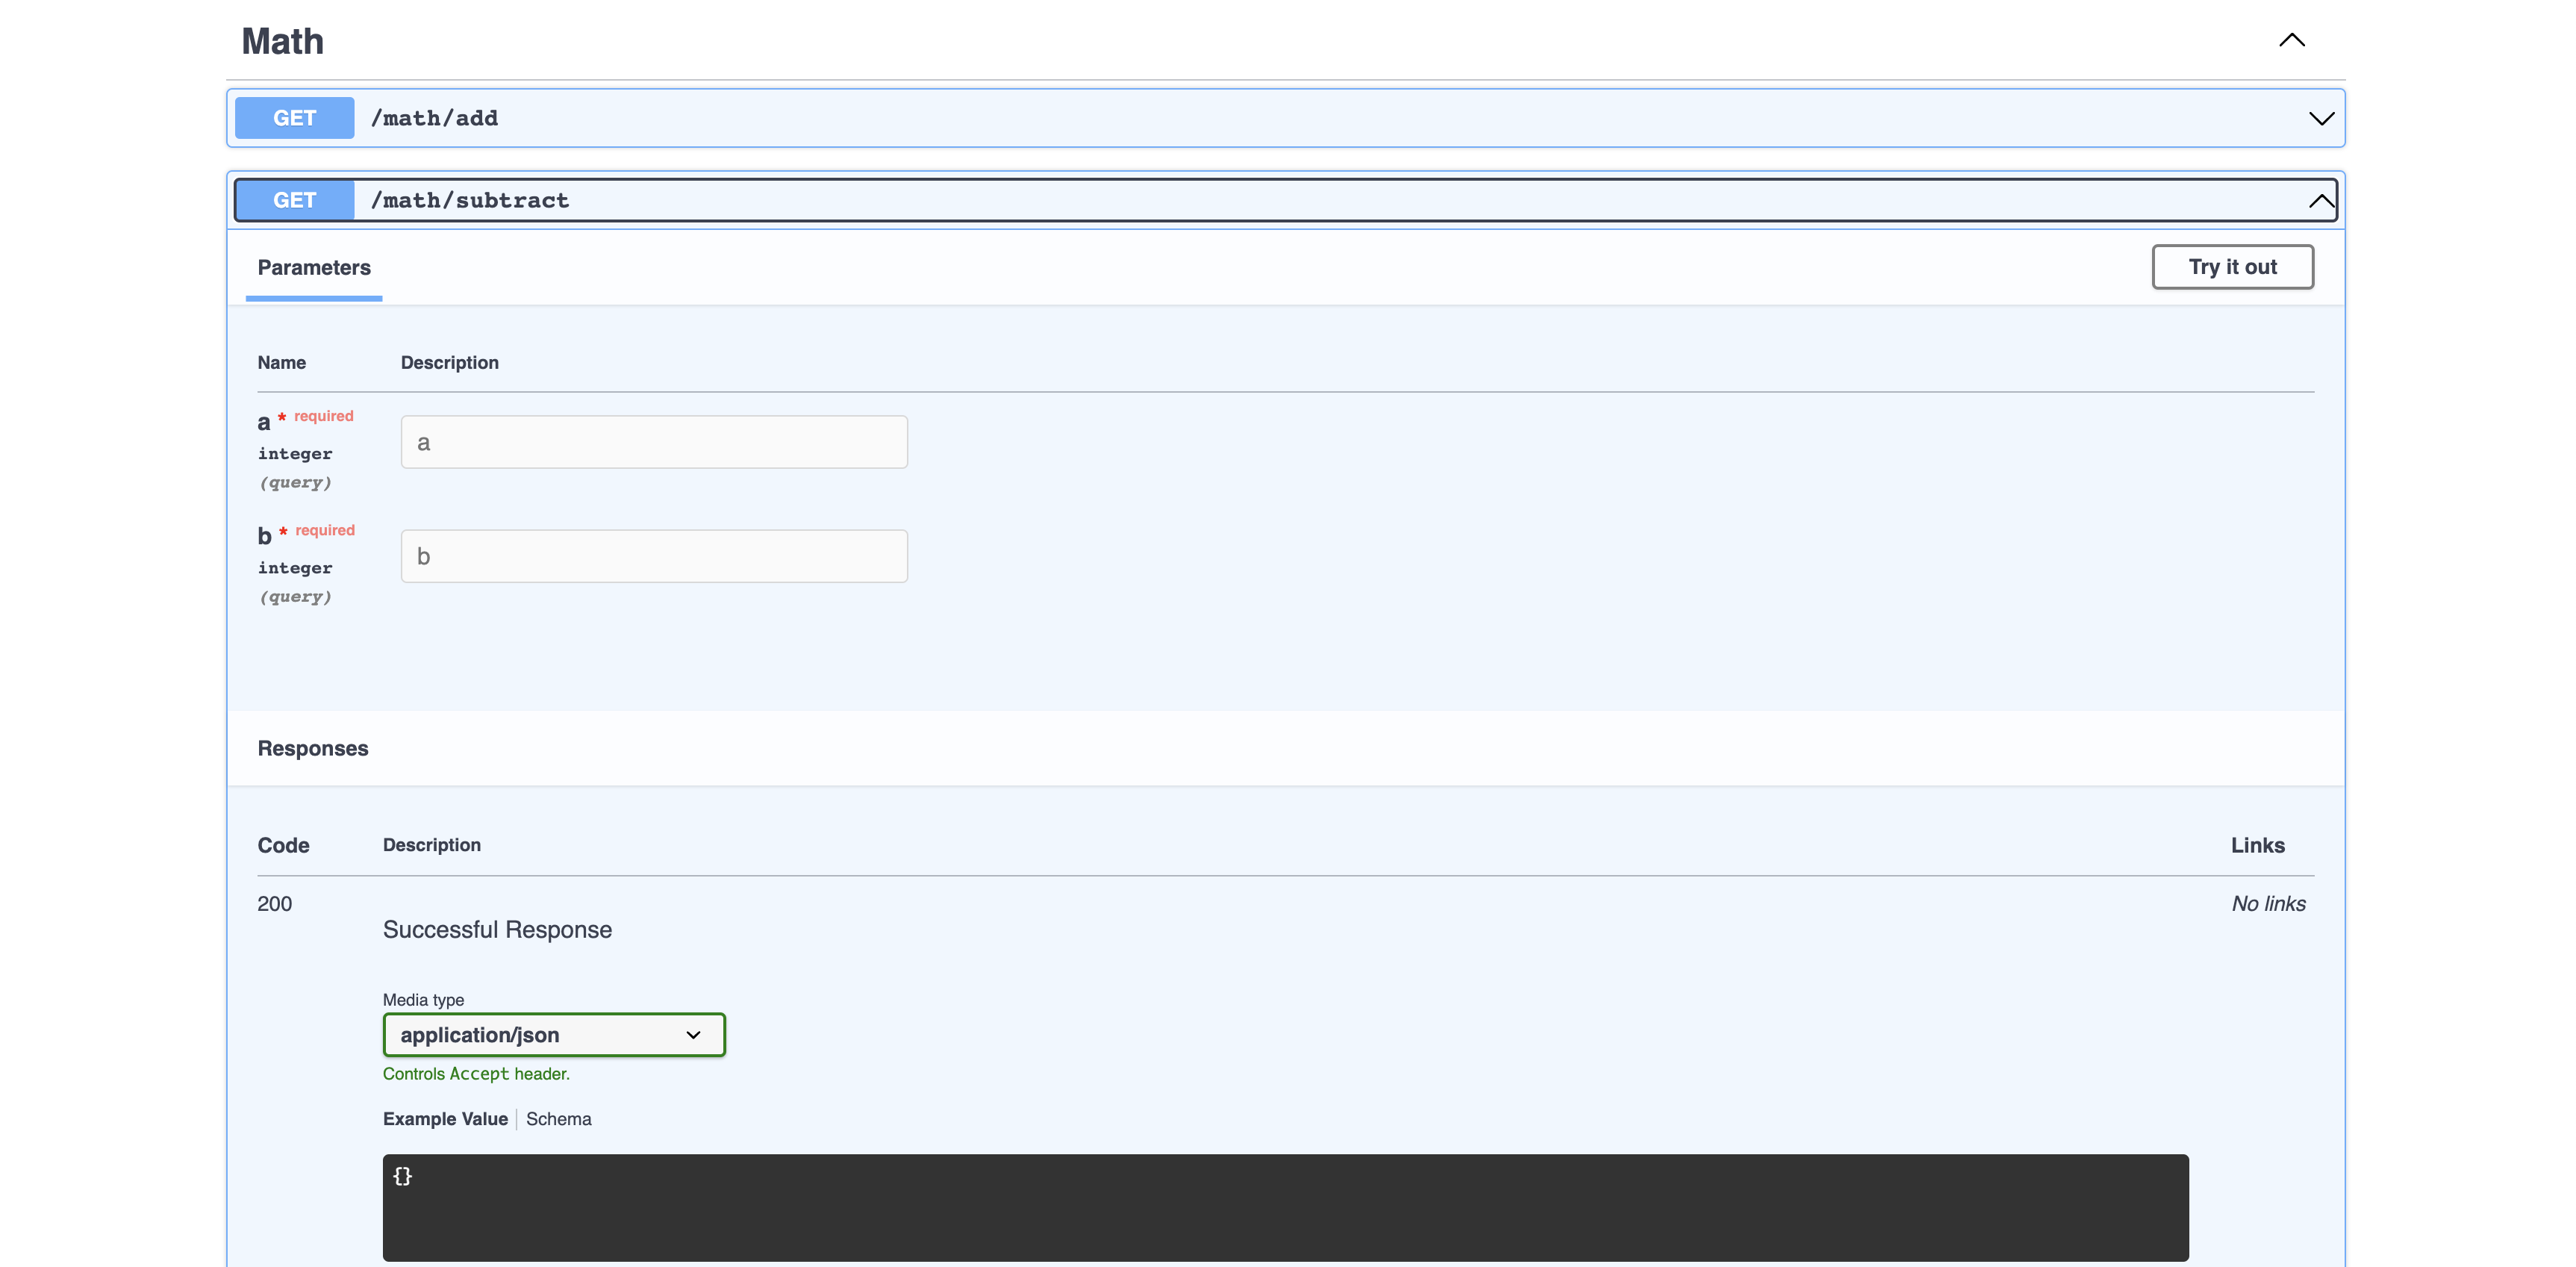 Math
GET /math/add
GET /math/subtract
Parameters
Try it out
Name Description
a * required
integer
(query)
a
b * required
integer
(query)
b
Responses
Code Description Links
200
Successful Response
No links
Media type
application/json
Controls Accept header.
Example Value Schema
{}